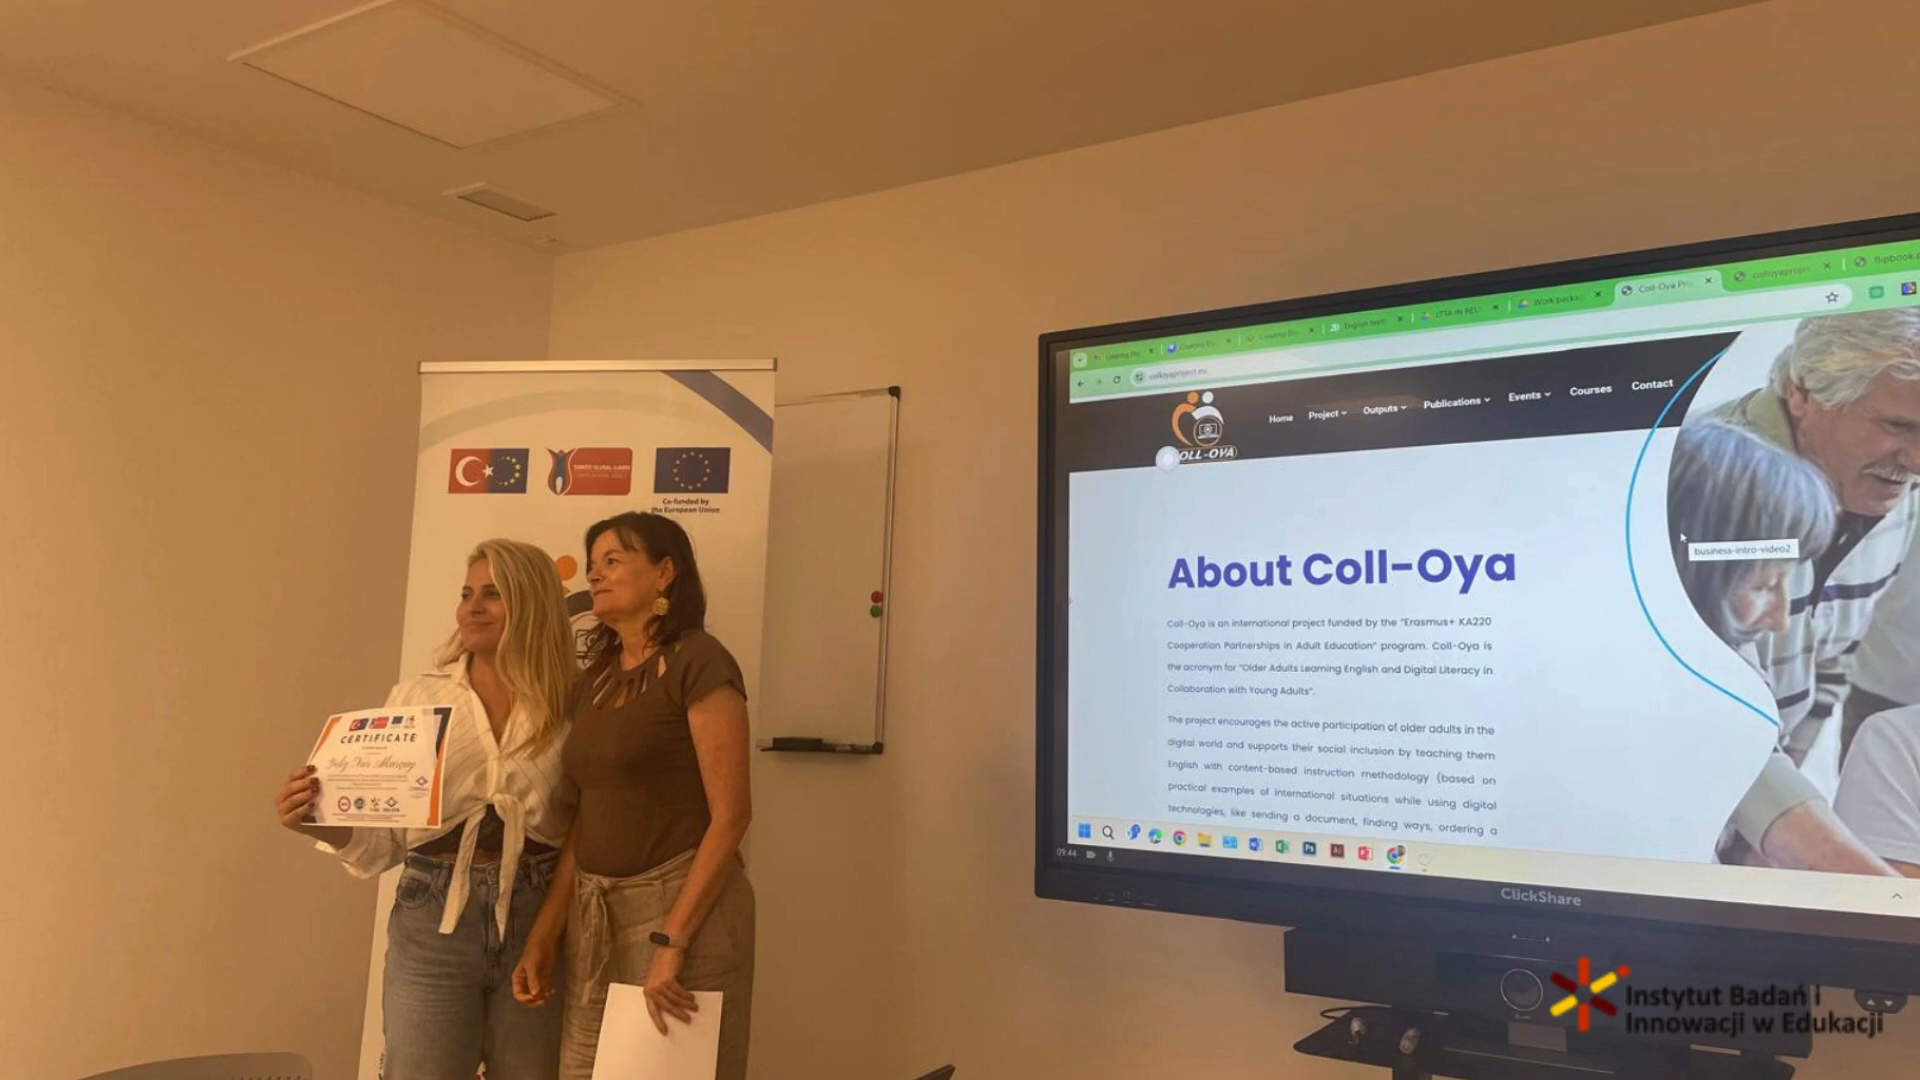 Co-funded by
the European Union
CERTIFICATE
Coll-Oya Pro
colloyaproject.eu
COLL-OYA
Home Project Outputs Publications Events Courses Contact
About Coll-Oya
Coll-Oya is an international project funded by the "Erasmus+ KA220
Cooperation Partnerships in Adult Education" program. Coll-Oya is
the acronym for "Older Adults Learning English and Digital Literacy in
Collaboration with Young Adults".
The project encourages the active participation of older adults in the
digital world and supports their social inclusion by teaching them
English with content-based instruction methodology (based on
practical examples of international situations while using digital
technologies, like sending a document, finding ways, ordering a
business-intro-video2
09:44
ClickShare
Instytut Badań i
Innowacji w Edukacji